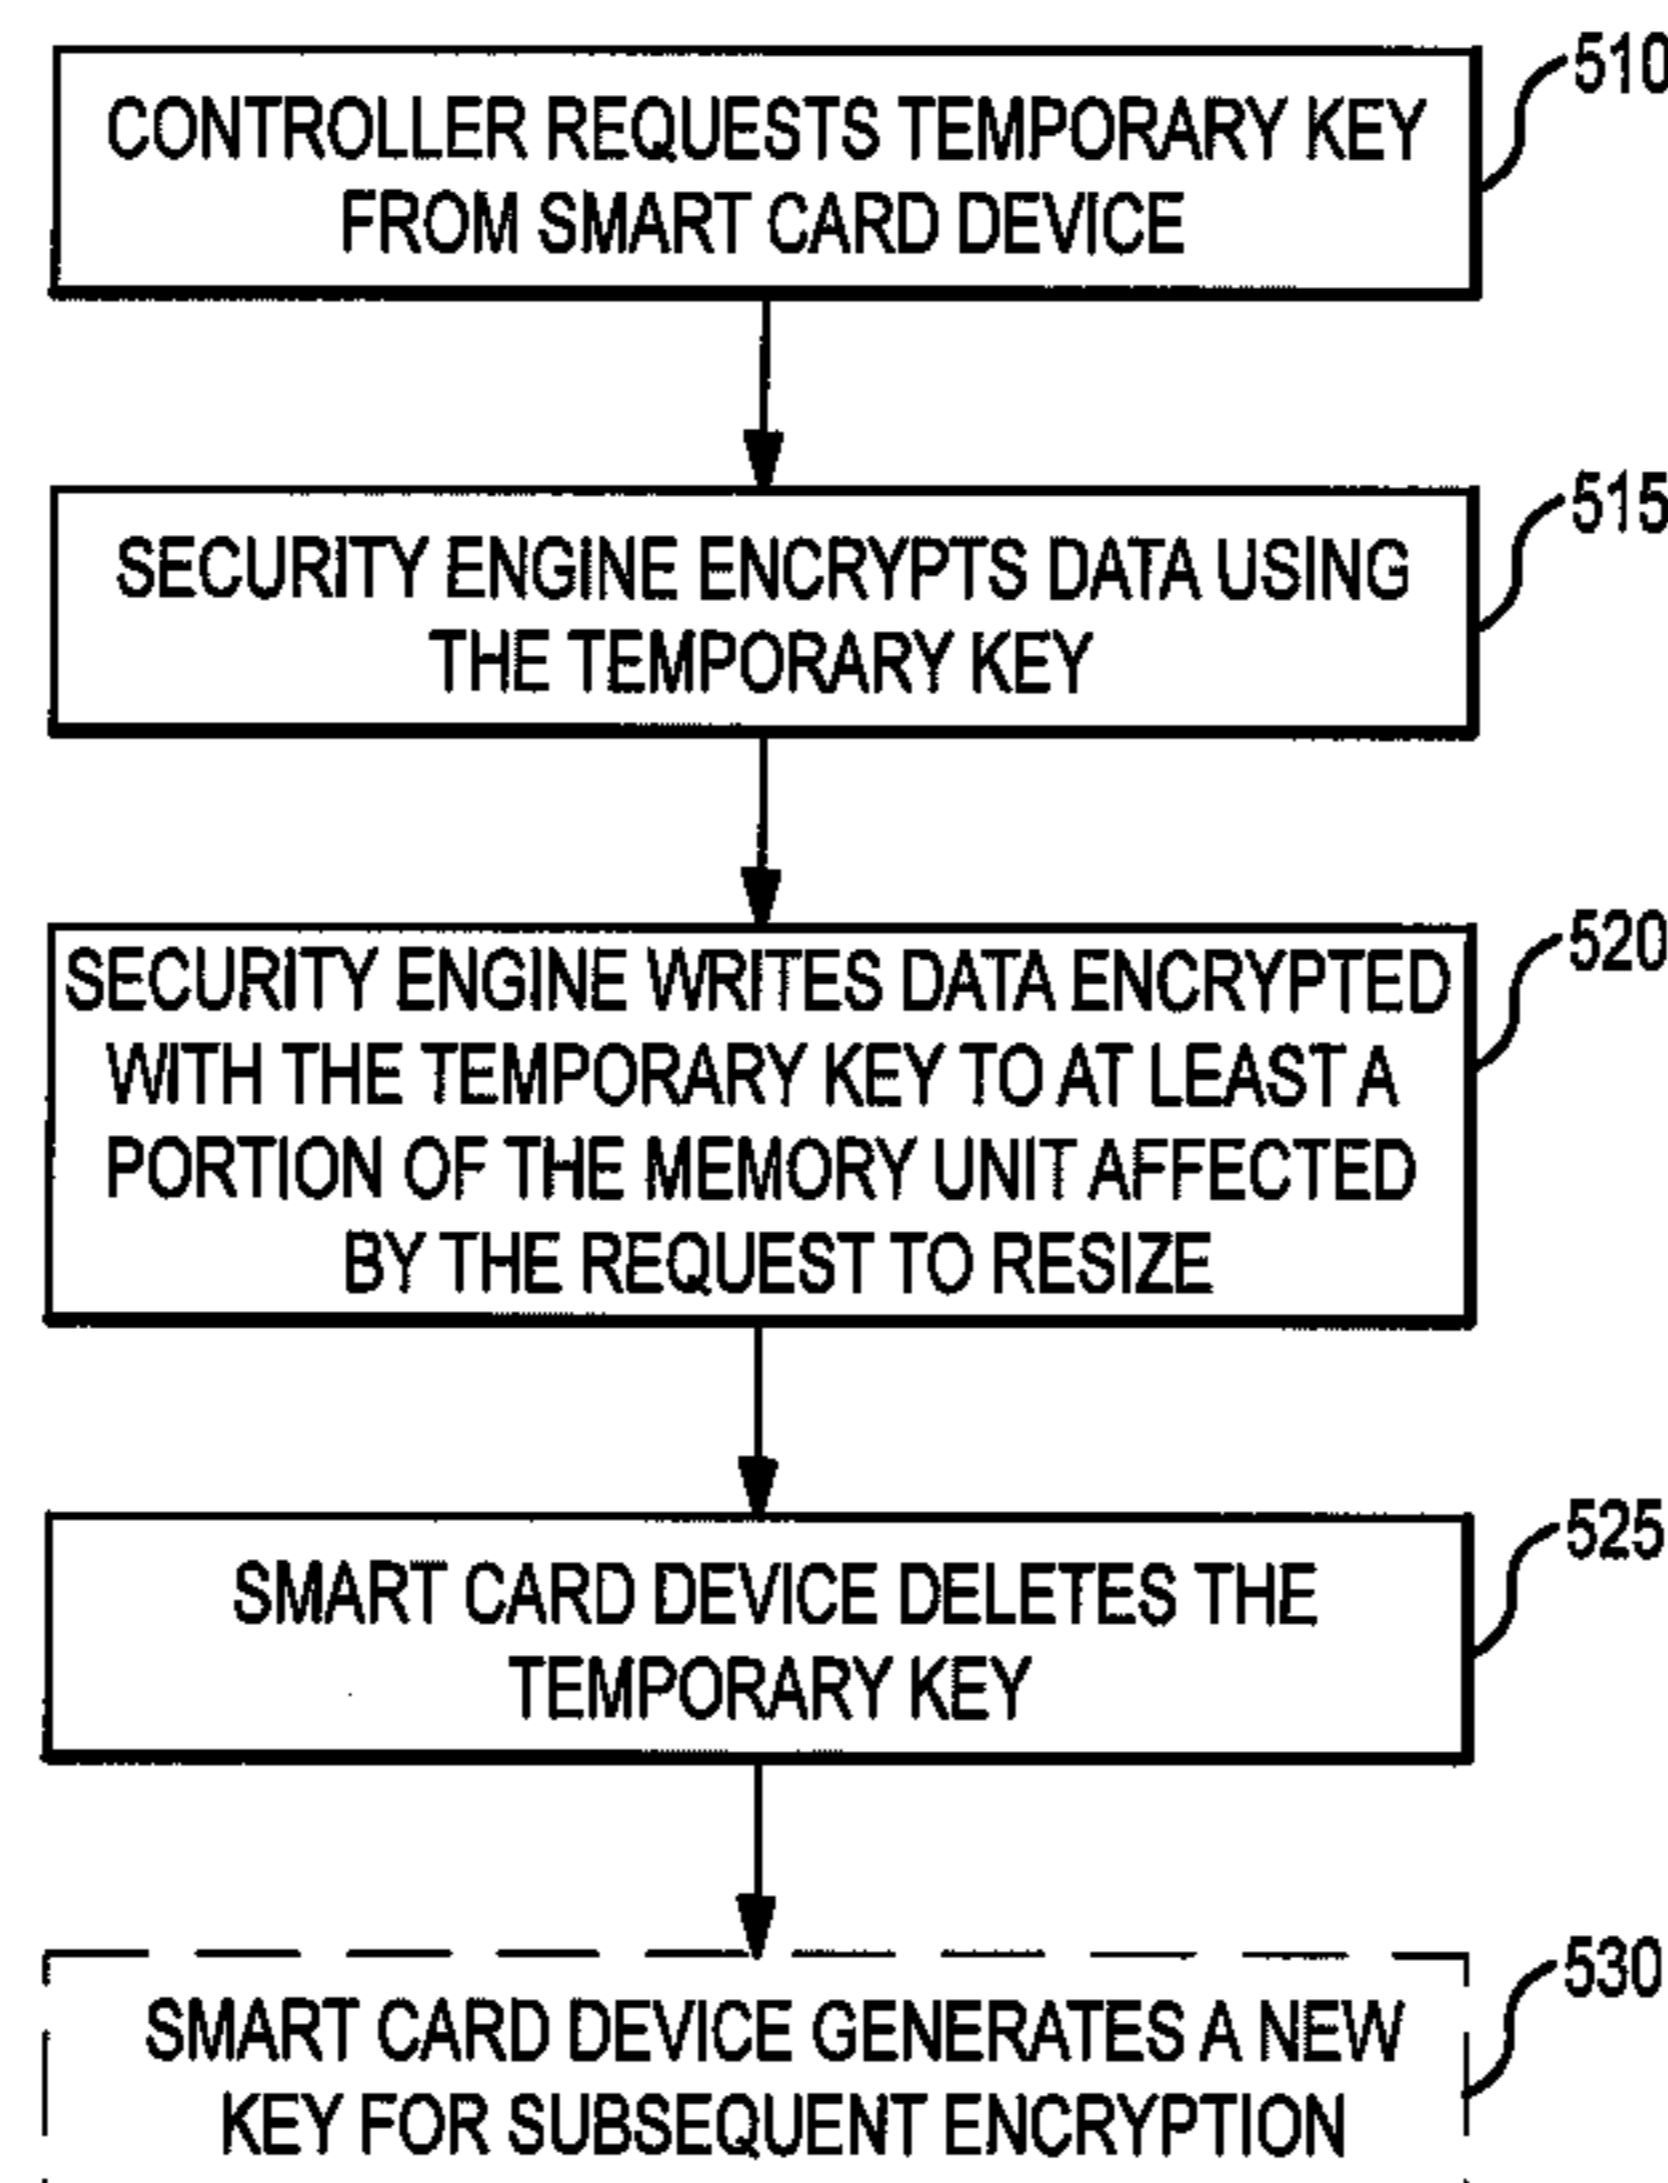 510
CONTROLLER REQUESTS TEMPORARY KEY
FROM SMART CARD DEVICE
515
SECURITY ENGINE ENCRYPTS DATA USING
THE TEMPORARY KEY
520
SECURITY ENGINE WRITES DATA ENCRYPTED
WITH THE TEMPORARY KEY TO AT LEAST A
PORTION OF THE MEMORY UNIT AFFECTED
BY THE REQUEST TO RESIZE
525
SMART CARD DEVICE DELETES THE
TEMPORARY KEY
530
SMART CARD DEVICE GENERATES A NEW
KEY FOR SUBSEQUENT ENCRYPTION